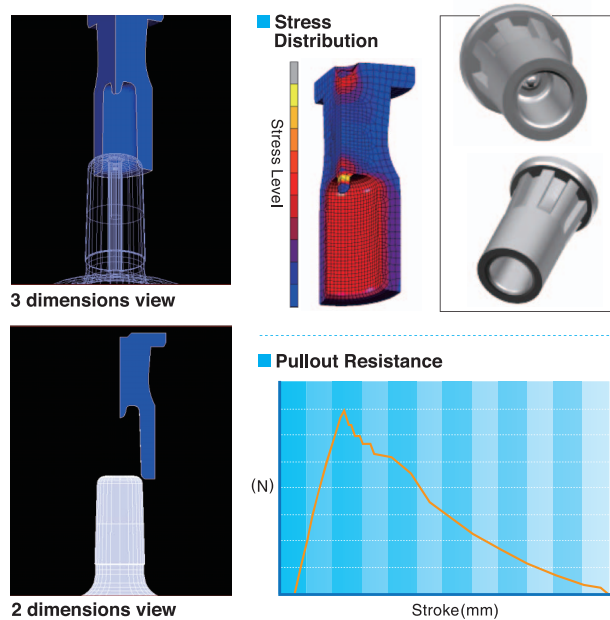 3 dimensions view
2 dimensions view
Stress
Distribution
Stress Level
Pullout Resistance
(N)
Stroke(mm)